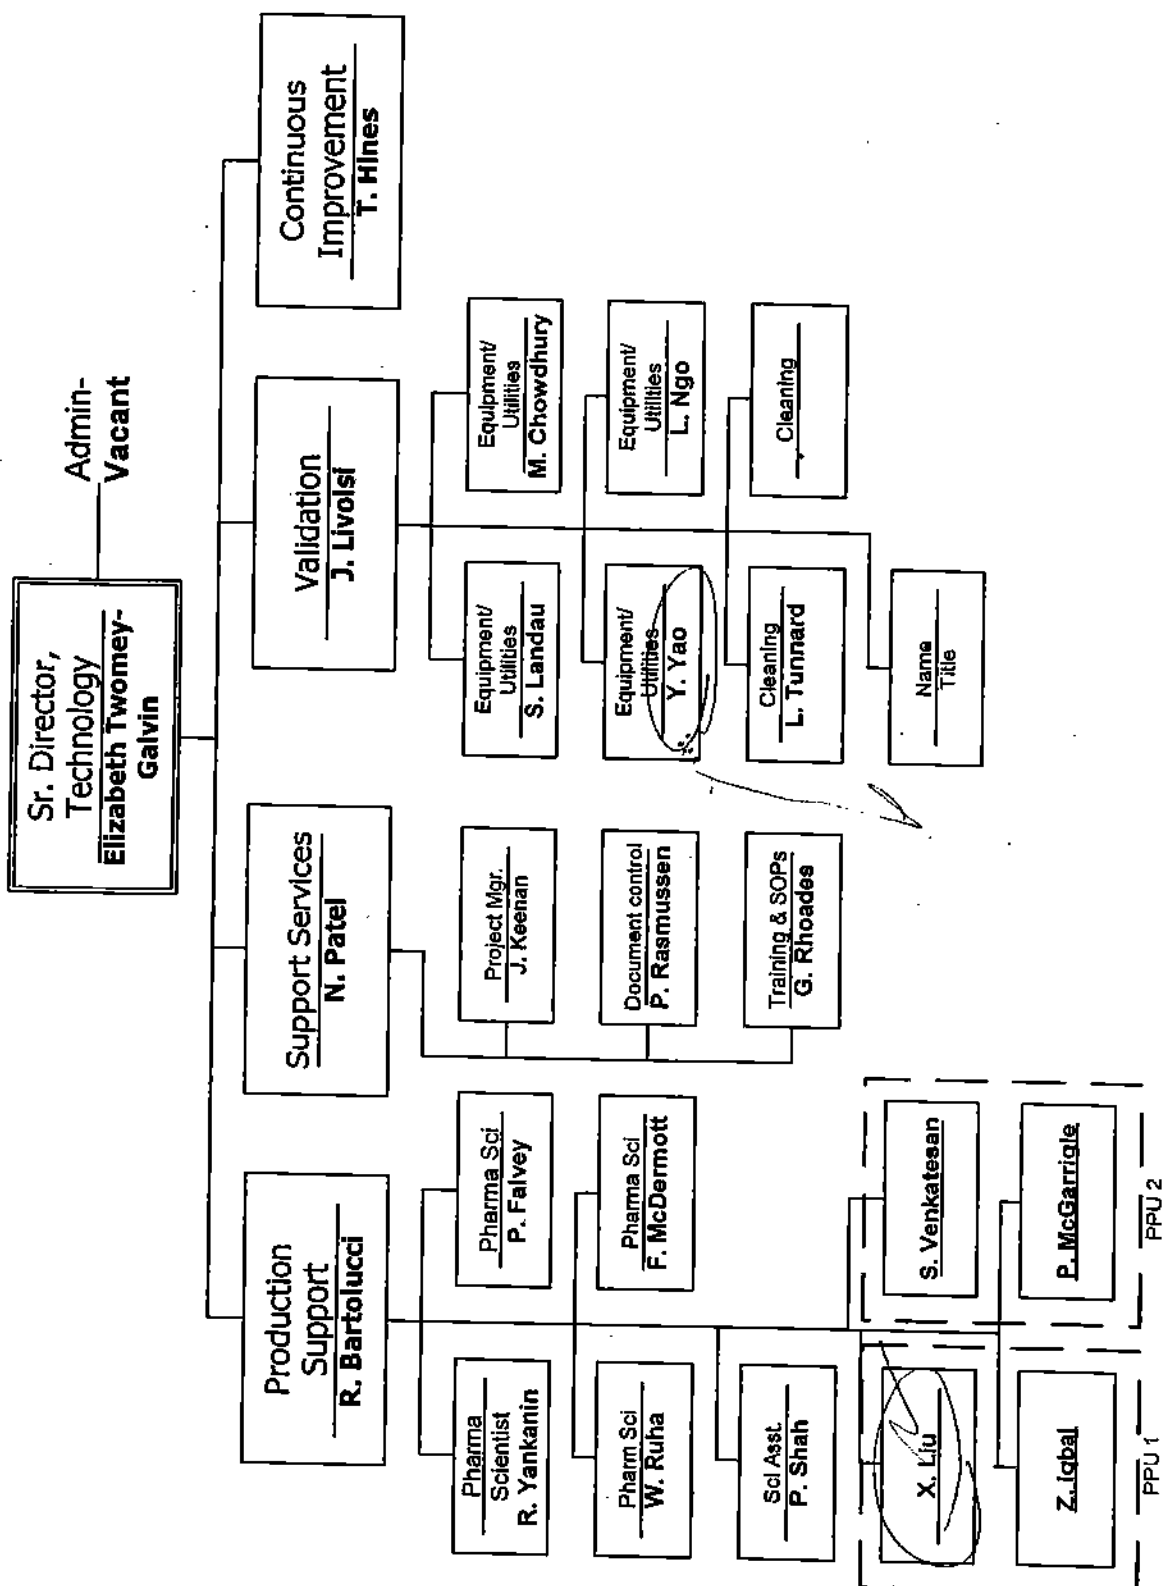 Sr. Director,
Technology
Elizabeth Twomey-
Galvin
Admin-
Vacant
Production
Support
R. Bartolucci
Support Services
N. Patel
Validation
J. Livolsi
Continuous
Improvement
T. Hines
Pharma
Scientist
R. Yankanin
Pharma Sci
P. Falvey
Pharm Sci
W. Ruha
Pharma Sci
F. McDermott
Sci Asst.
P. Shah
X. Liu
S. Venkatesan
Z. Iqbal
P. McGarrigle
PPU 1
PPU 2
Project Mgr.
J. Keenan
Document control
P. Rasmussen
Training & SOPs
G. Rhoades
Equipment/
Utilities
S. Landau
Equipment/
Utilities
M. Chowdhury
Equipment/
Utilities
Y. Yao
Equipment/
Utilities
L. Ngo
Cleaning
L. Tunnard
Cleaning
Name
Title